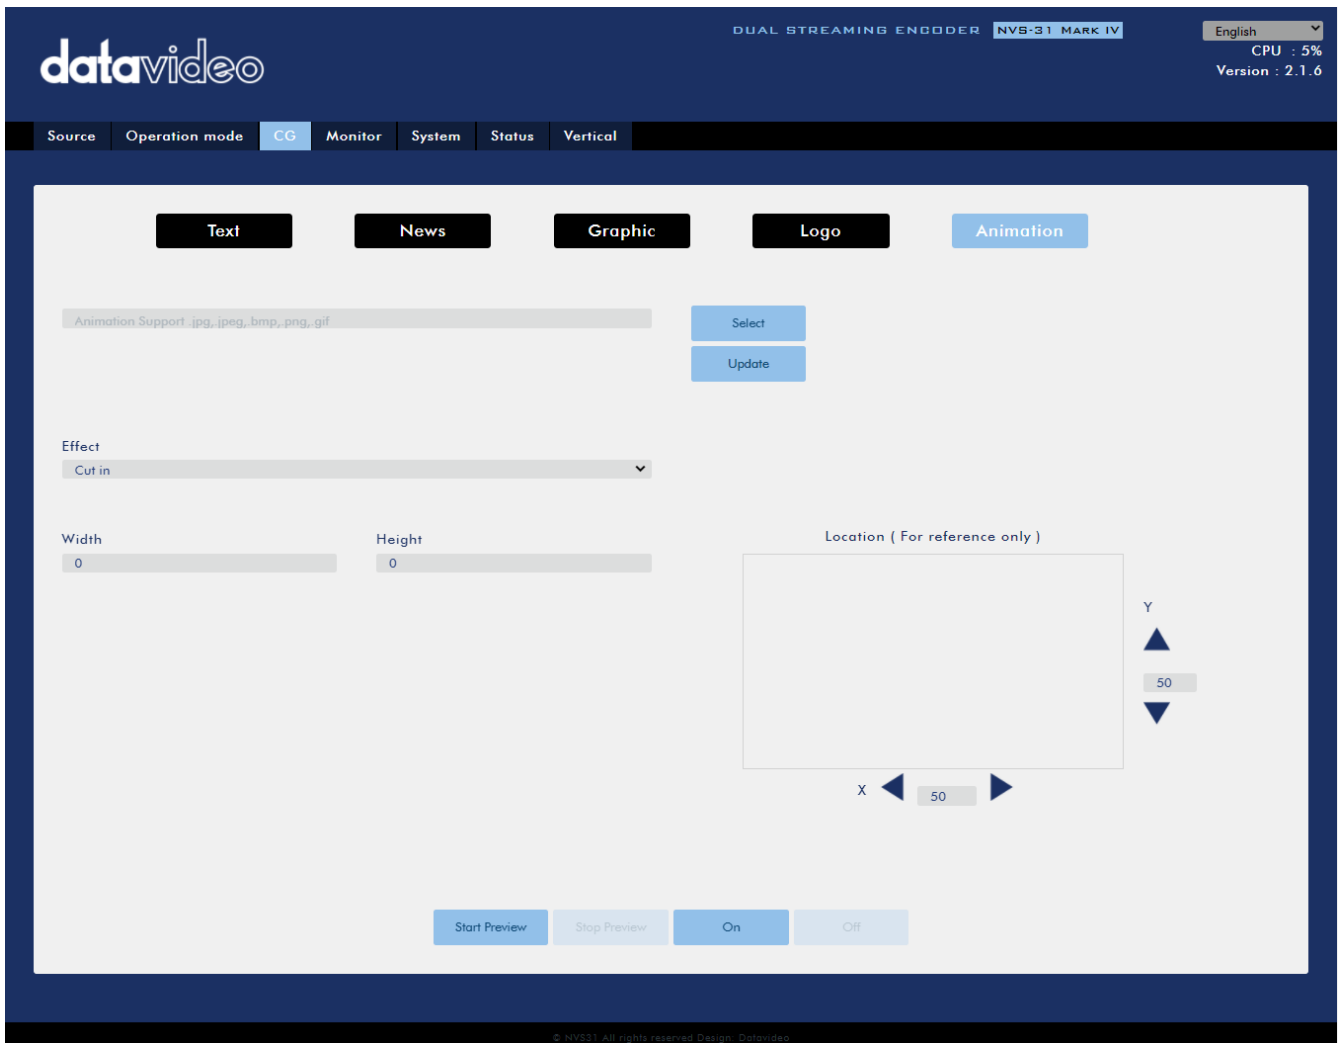 DUAL STREAMING ENCODER NVS-31 MARK IV
English
CPU : 5%
Version : 2.1.6
datavideo
Source Operation mode CG Monitor System Status Vertical
Text News Graphic Logo Animation
Animation Support .jpg,.jpeg,.bmp,.png,.gif
Select
Update
Effect
Cut in
Width Height
0 0
Location ( For reference only )
Y
50
X 50
Start Preview Stop Preview On Off
© NVS31 All rights reserved Design: Datavideo